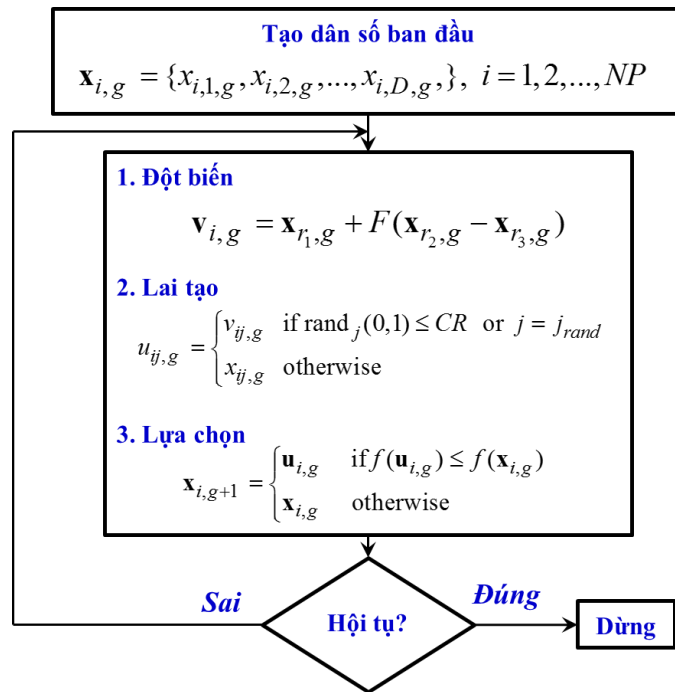 Tạo dân số ban đầu
𝐱_{i,g} = {x_{i,1,g}, x_{i,2,g},..., x_{i,D,g},}, i = 1, 2,..., NP
1. Đột biến
𝐯_{i,g} = 𝐱_{r_1,g} + F(𝐱_{r_2,g} - 𝐱_{r_3,g})
2. Lai tạo
u_{ij,g} = { v_{ij,g} if rand_j(0,1) ≤ CR or j = j_{rand}
x_{ij,g} otherwise
3. Lựa chọn
𝐱_{i,g+1} = { 𝐮_{i,g} if f(𝐮_{i,g}) ≤ f(𝐱_{i,g})
𝐱_{i,g} otherwise
Sai
Hội tụ?
Đúng
Dừng